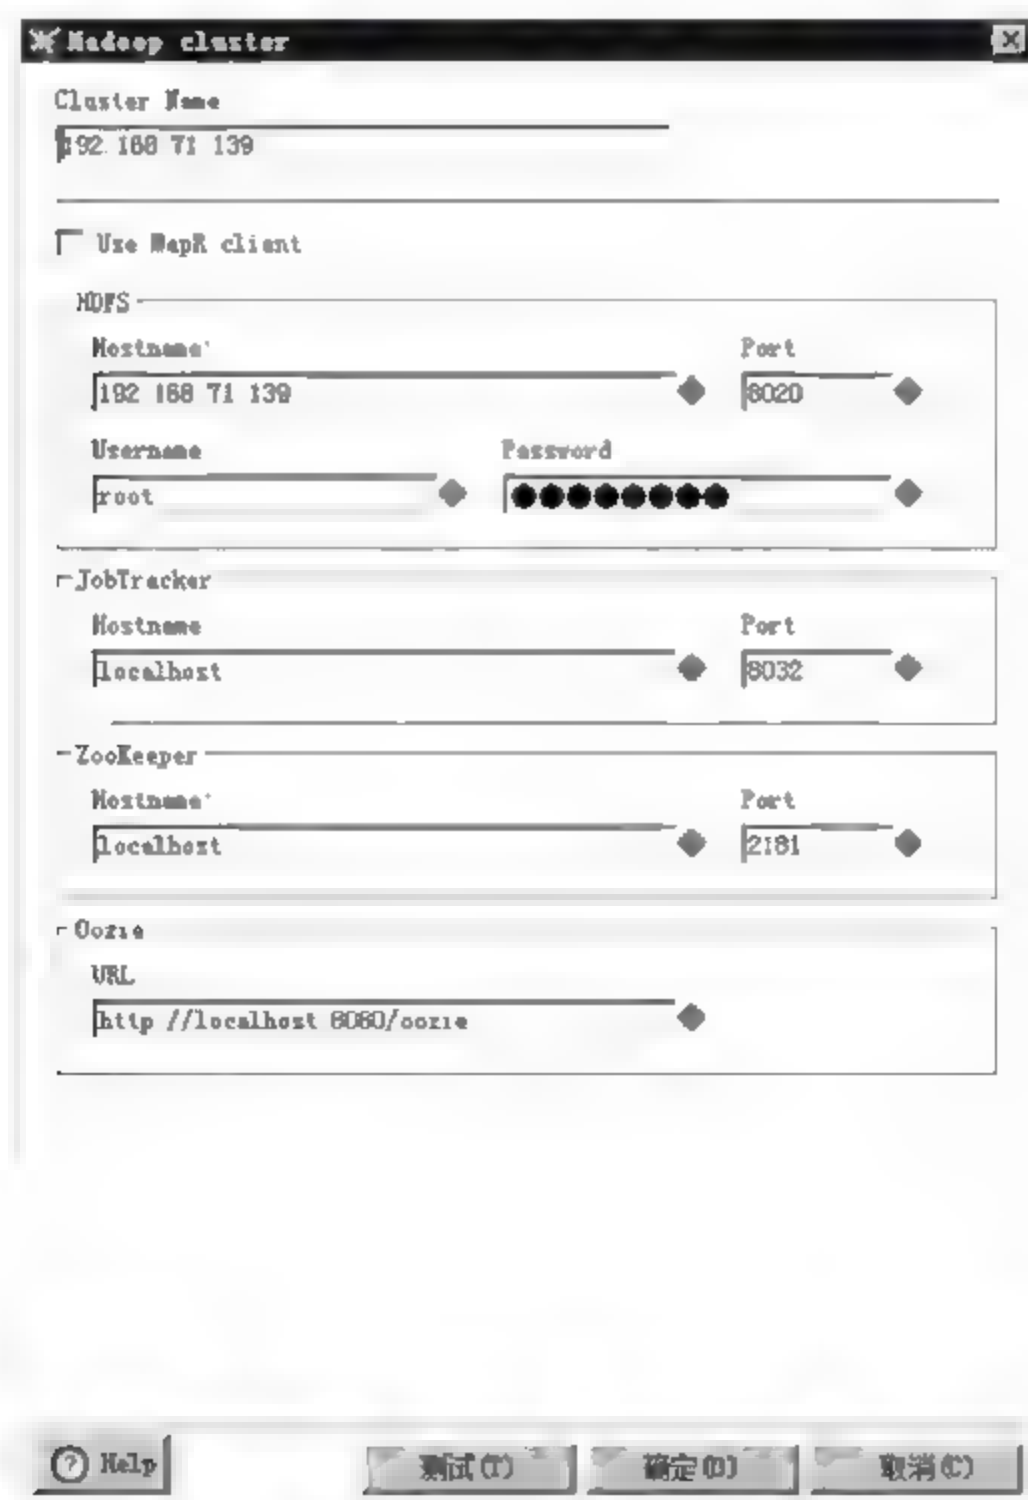 Hadoop cluster
Cluster Name
192.168 71 139
Use MapR client
HDFS
Hostname
Port
192 168 71 139
8020
Username
Password
root
●●●●●●●●
JobTracker
Hostname
Port
localhost
8032
ZooKeeper
Hostname
Port
localhost
2181
Oozie
URL
http //localhost 8080/oozie
Help
测试(T)
确定(O)
取消(C)